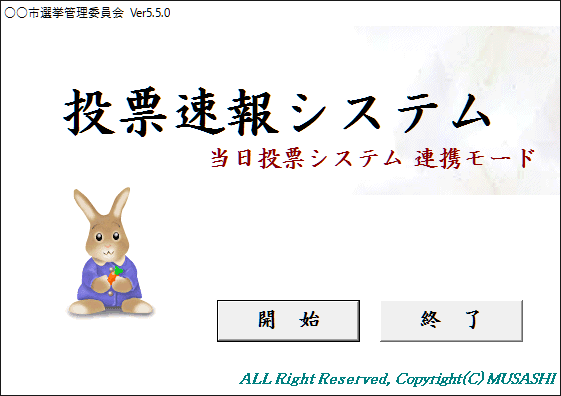 〇〇市選挙管理委員会 Ver5.5.0
投票速報システム
当日投票システム 連携モード
開 始
終 了
ALL Right Reserved, Copyright(C) MUSASHI